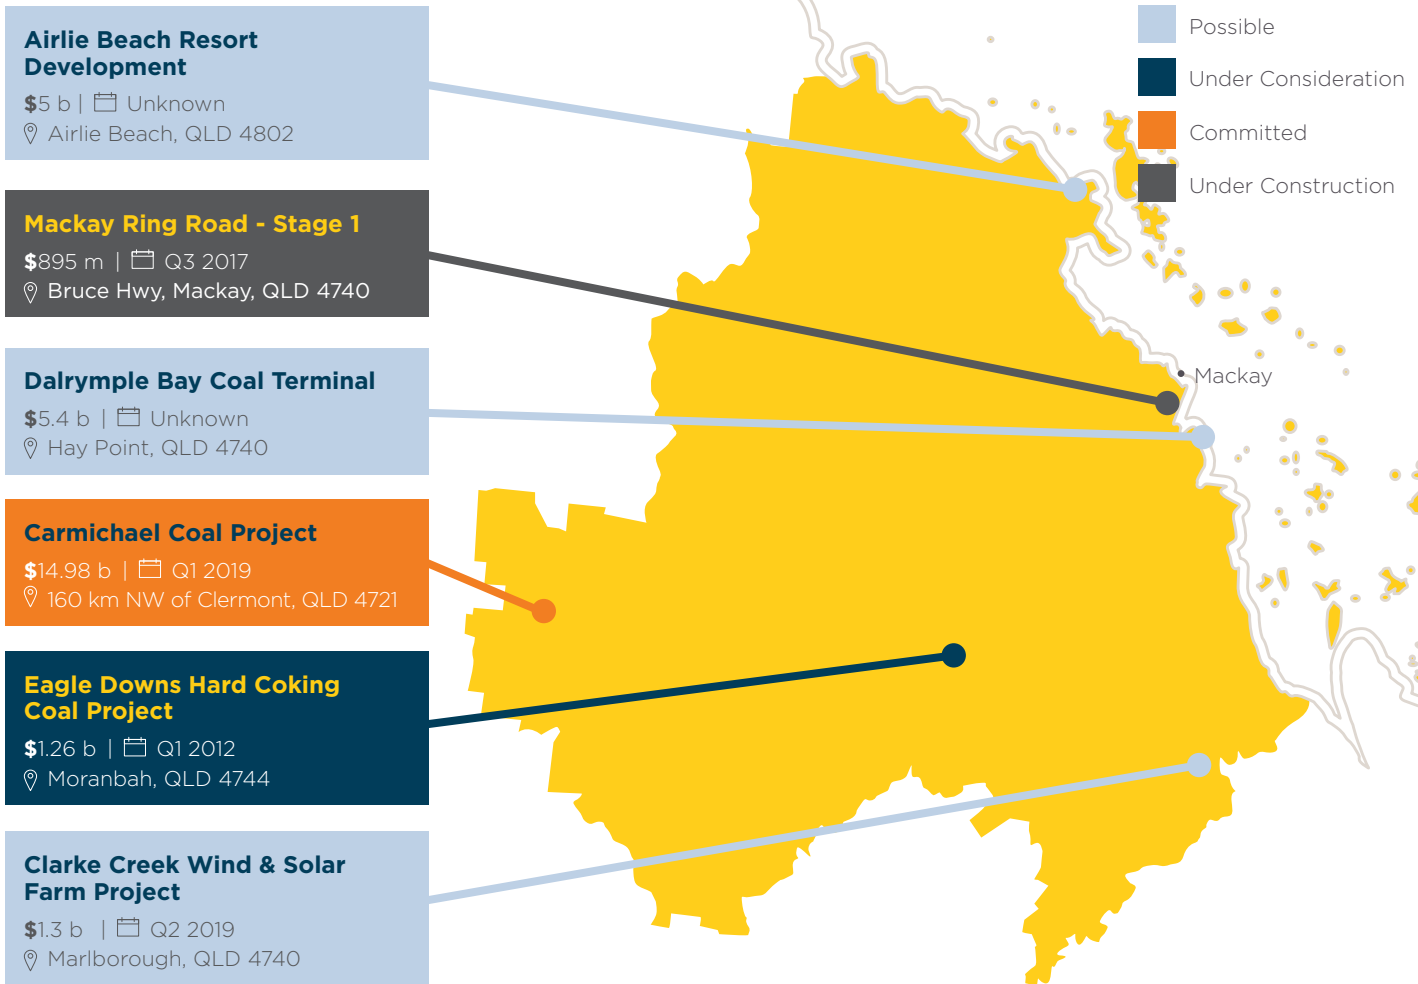 Airlie Beach Resort
Development
$5 b | Unknown
Airlie Beach, QLD 4802
Mackay Ring Road - Stage 1
$895 m | Q3 2017
Bruce Hwy, Mackay, QLD 4740
Dalrymple Bay Coal Terminal
$5.4 b | Unknown
Hay Point, QLD 4740
Carmichael Coal Project
$14.98 b | Q1 2019
160 km NW of Clermont, QLD 4721
Eagle Downs Hard Coking
Coal Project
$1.26 b | Q1 2012
Moranbah, QLD 4744
Clarke Creek Wind & Solar
Farm Project
$1.3 b | Q2 2019
Marlborough, QLD 4740
Possible
Under Consideration
Committed
Under Construction
Mackay